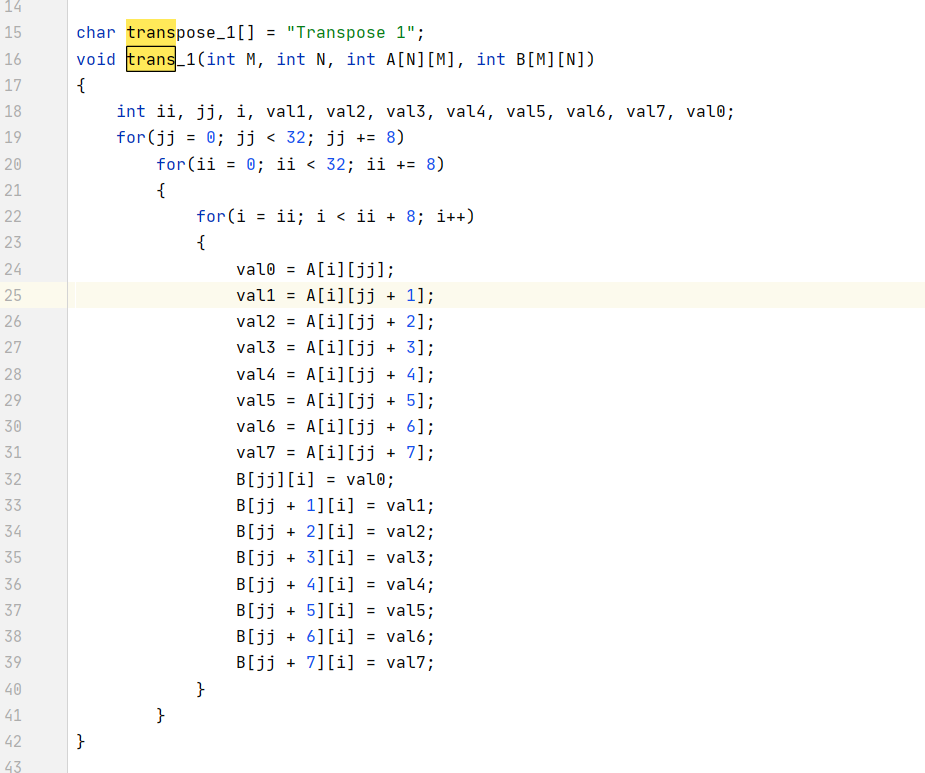 14
15 char transpose_1[] = "Transpose 1";
16 void trans_1(int M, int N, int A[N][M], int B[M][N])
17 {
18     int ii, jj, i, val1, val2, val3, val4, val5, val6, val7, val0;
19     for(jj = 0; jj < 32; jj += 8)
20         for(ii = 0; ii < 32; ii += 8)
21         {
22             for(i = ii; i < ii + 8; i++)
23             {
24                 val0 = A[i][jj];
25                 val1 = A[i][jj + 1];
26                 val2 = A[i][jj + 2];
27                 val3 = A[i][jj + 3];
28                 val4 = A[i][jj + 4];
29                 val5 = A[i][jj + 5];
30                 val6 = A[i][jj + 6];
31                 val7 = A[i][jj + 7];
32                 B[jj][i] = val0;
33                 B[jj + 1][i] = val1;
34                 B[jj + 2][i] = val2;
35                 B[jj + 3][i] = val3;
36                 B[jj + 4][i] = val4;
37                 B[jj + 5][i] = val5;
38                 B[jj + 6][i] = val6;
39                 B[jj + 7][i] = val7;
40             }
41         }
42 }
43